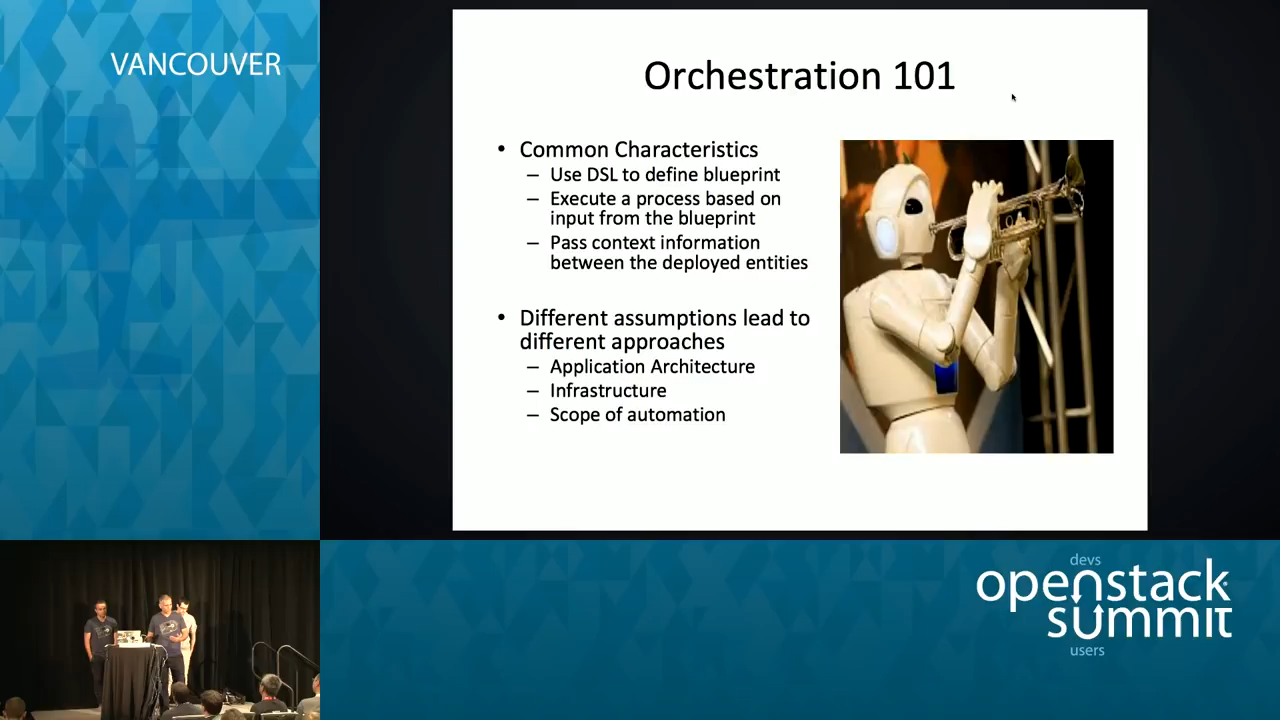 VANCOUVER
Orchestration 101
• Common Characteristics
– Use DSL to define blueprint
– Execute a process based on
input from the blueprint
– Pass context information
between the deployed entities
• Different assumptions lead to
different approaches
– Application Architecture
– Infrastructure
– Scope of automation
devs
openstack
summit
users